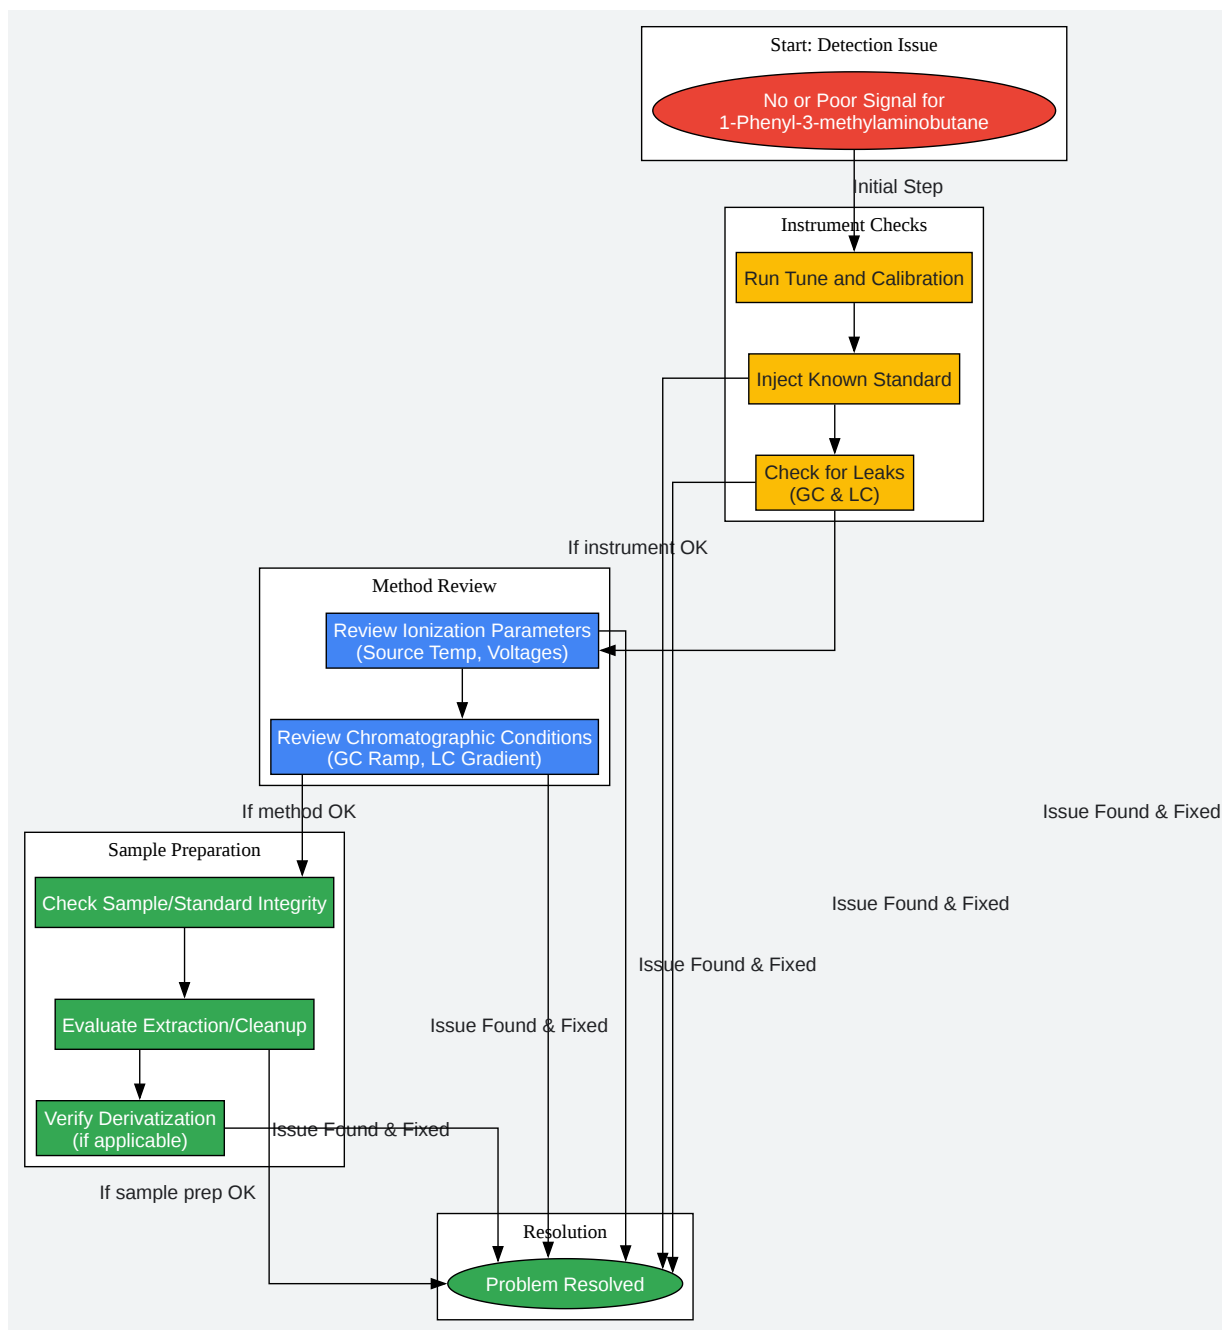 Start: Detection Issue
No or Poor Signal for
1-Phenyl-3-methylaminobutane
Initial Step
Instrument Checks
Run Tune and Calibration
Inject Known Standard
Check for Leaks
(GC & LC)
If instrument OK
Method Review
Review Ionization Parameters
(Source Temp, Voltages)
Review Chromatographic Conditions
(GC Ramp, LC Gradient)
If method OK
Issue Found & Fixed
Sample Preparation
Check Sample/Standard Integrity
Issue Found & Fixed
Issue Found & Fixed
Evaluate Extraction/Cleanup
Issue Found & Fixed
Verify Derivatization
(if applicable)
Issue Found & Fixed
If sample prep OK
Resolution
Problem Resolved